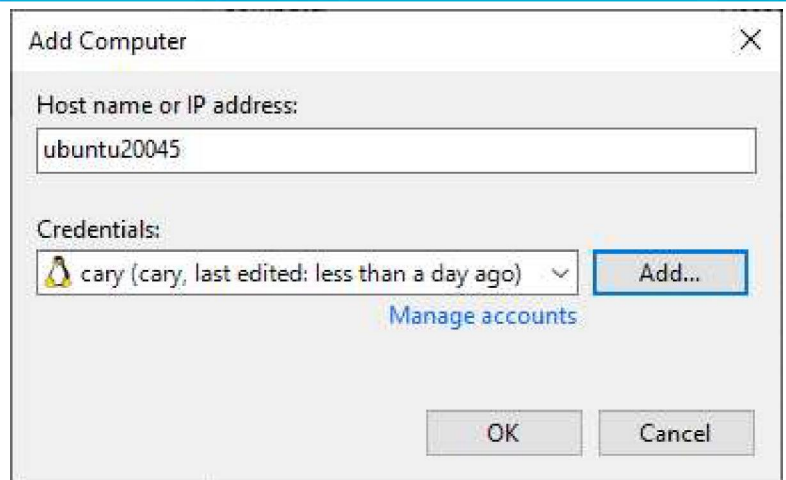 Add Computer
Host name or IP address:
ubuntu20045
Credentials:
cary (cary, last edited: less than a day ago)
Add...
Manage accounts
OK
Cancel